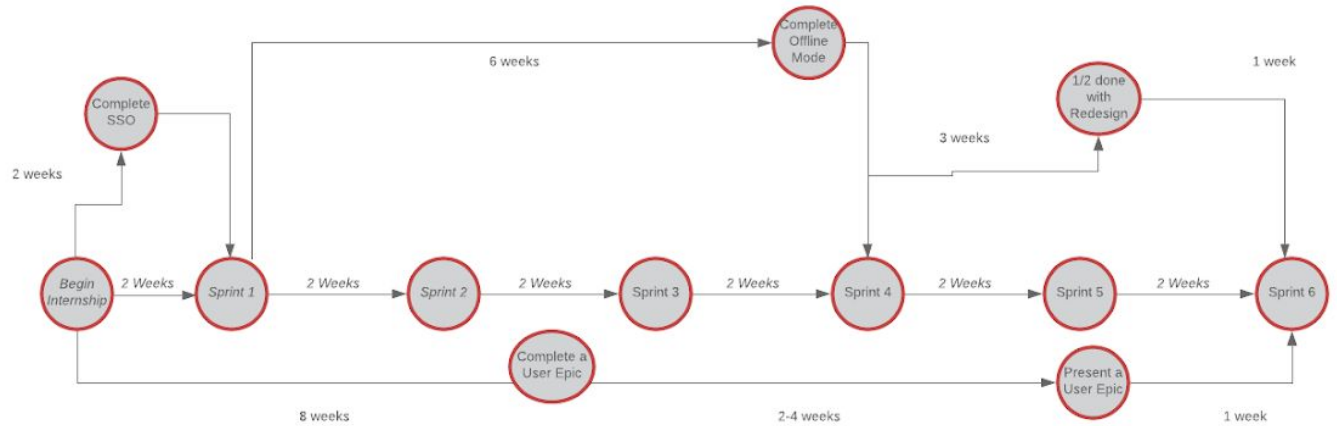 Complete
Offline
Mode
6 weeks
1 week
1/2 done
with
Redesign
Complete
SSO
3 weeks
2 weeks
Begin
Internship
2 Weeks
Sprint 1
2 Weeks
Sprint 2
2 Weeks
Sprint 3
2 Weeks
Sprint 4
2 Weeks
Sprint 5
2 Weeks
Sprint 6
Complete a
User Epic
Present a
User Epic
8 weeks
2-4 weeks
1 week